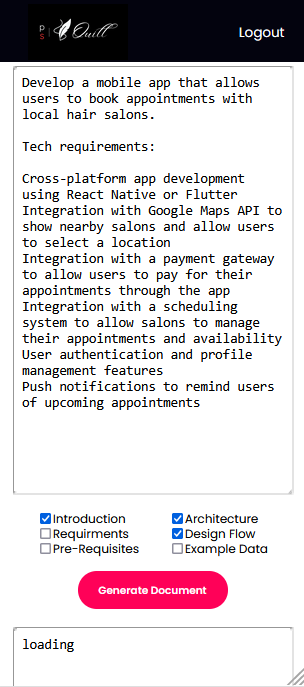 ps Quill
Logout
Develop a mobile app that allows
users to book appointments with
local hair salons.
Tech requirements:
Cross-platform app development
using React Native or Flutter
Integration with Google Maps API to
show nearby salons and allow users
to select a location
Integration with a payment gateway
to allow users to pay for their
appointments through the app
Integration with a scheduling
system to allow salons to manage
their appointments and availability
User authentication and profile
management features
Push notifications to remind users
of upcoming appointments
Introduction
Architecture
Requirments
Design Flow
Pre-Requisites
Example Data
Generate Document
loading